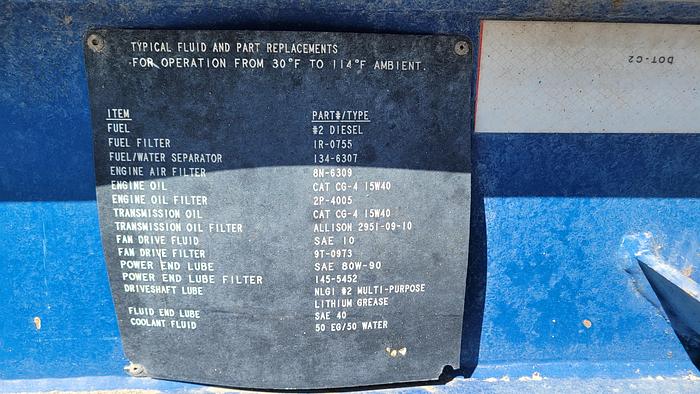 TYPICAL FLUID AND PART REPLACEMENTS
FOR OPERATION FROM 30°F TO 114°F AMBIENT.
ITEM PART#/TYPE
FUEL #2 DIESEL
FUEL FILTER 1R-0755
FUEL/WATER SEPARATOR 134-6307
ENGINE AIR FILTER 8N-6309
ENGINE OIL CAT CG-4 15W40
ENGINE OIL FILTER 2P-4005
TRANSMISSION OIL CAT CG-4 15W40
TRANSMISSION OIL FILTER ALLISON 2951-09-10
FAN DRIVE FLUID SAE 10
FAN DRIVE FILTER 9T-0973
POWER END LUBE SAE 80W-90
POWER END LUBE FILTER 145-5452
DRIVESHAFT LUBE NLGI #2 MULTI-PURPOSE
LITHIUM GREASE
FLUID END LUBE SAE 40
COOLANT FLUID 50 EG/50 WATER
DOT-C2